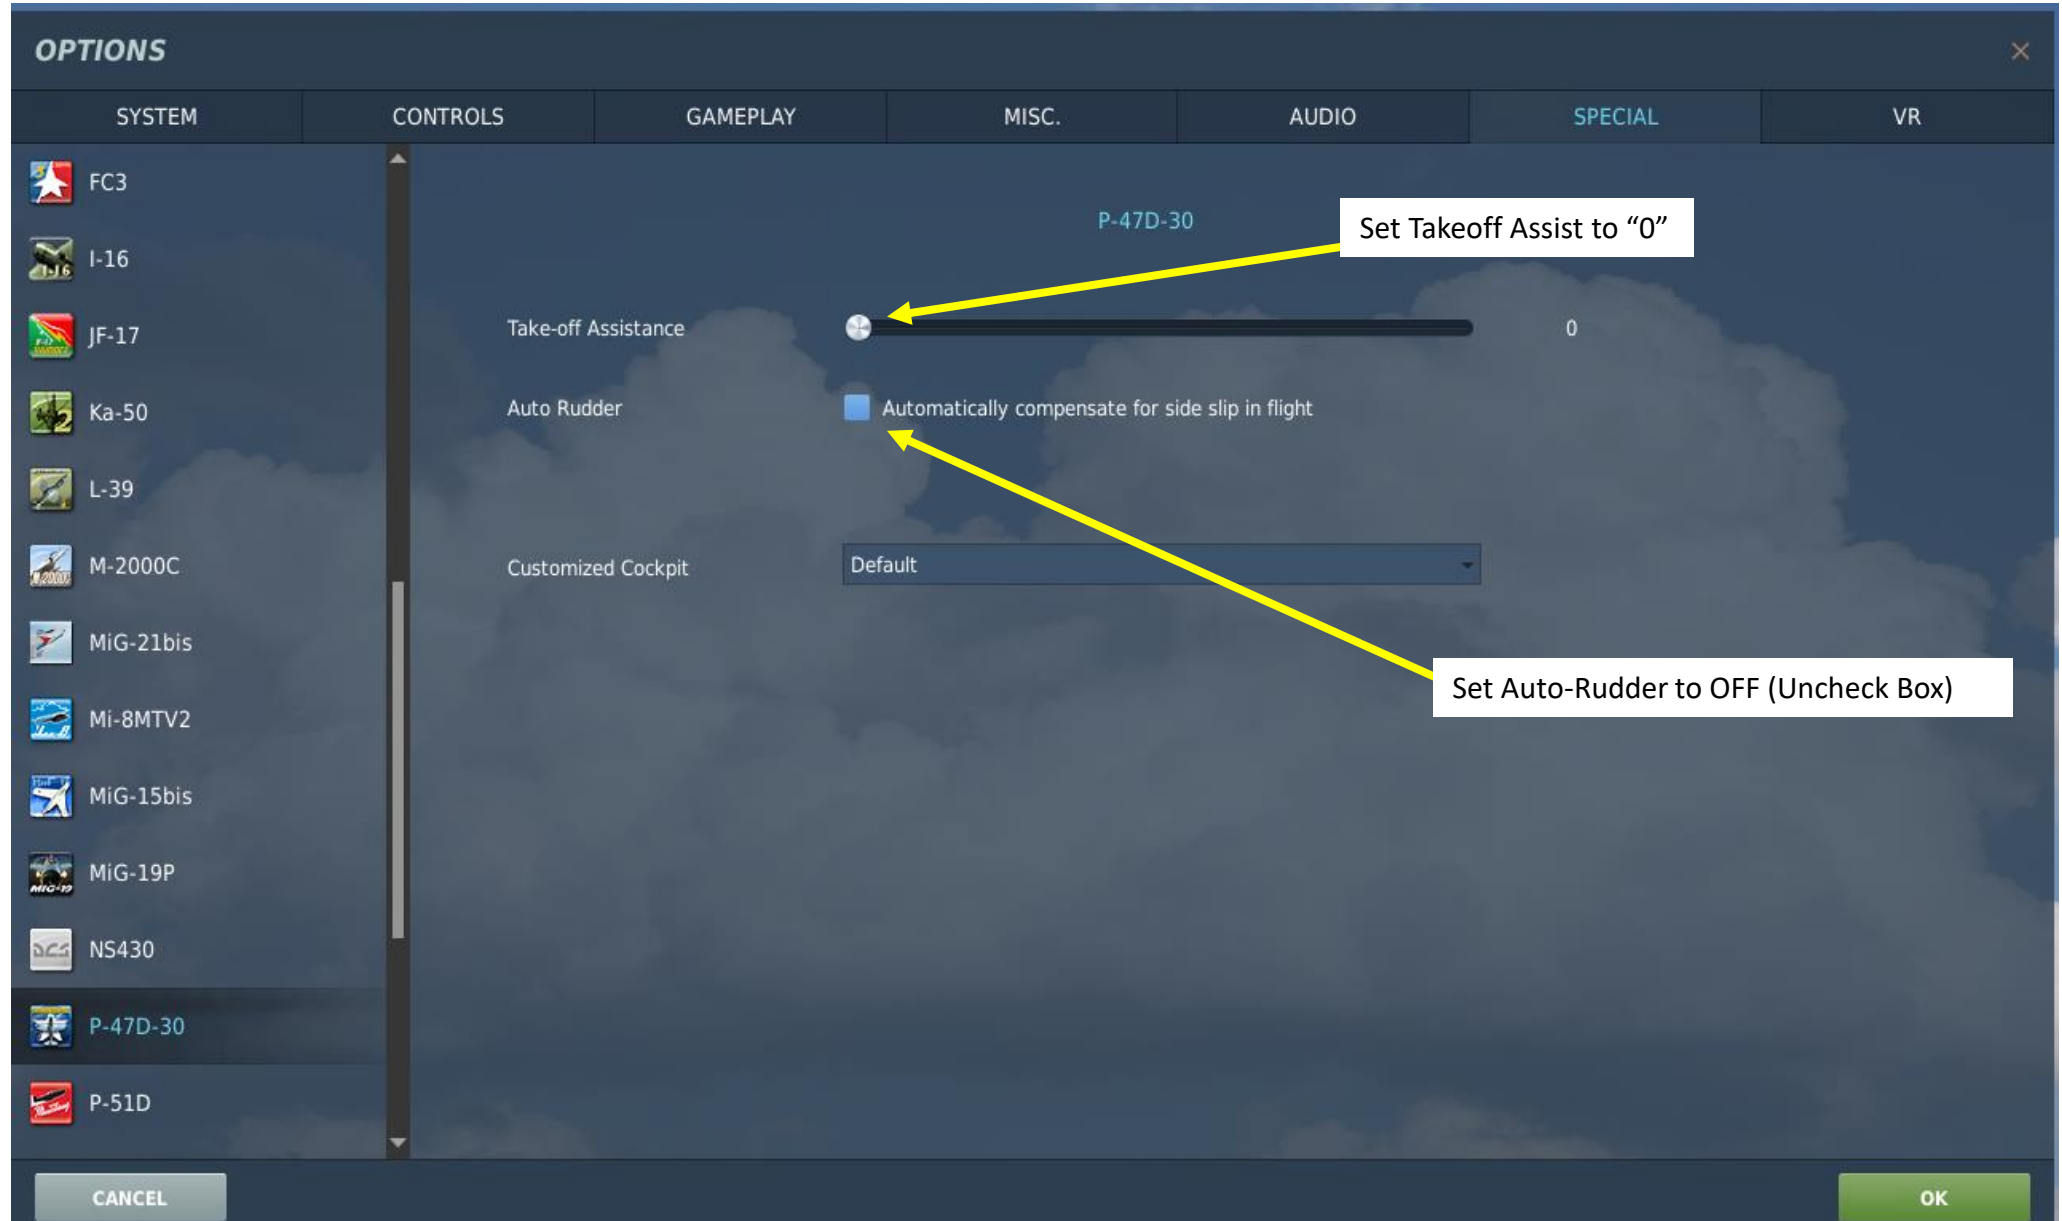 OPTIONS
SYSTEM
CONTROLS
GAMEPLAY
MISC.
AUDIO
SPECIAL
VR
FC3
I-16
JF-17
Ka-50
L-39
M-2000C
MiG-21bis
Mi-8MTV2
MiG-15bis
MiG-19P
NS430
P-47D-30
P-51D
P-47D-30
Set Takeoff Assist to “0”
Take-off Assistance
0
Auto Rudder
Automatically compensate for side slip in flight
Customized Cockpit
Default
Set Auto-Rudder to OFF (Uncheck Box)
CANCEL
OK